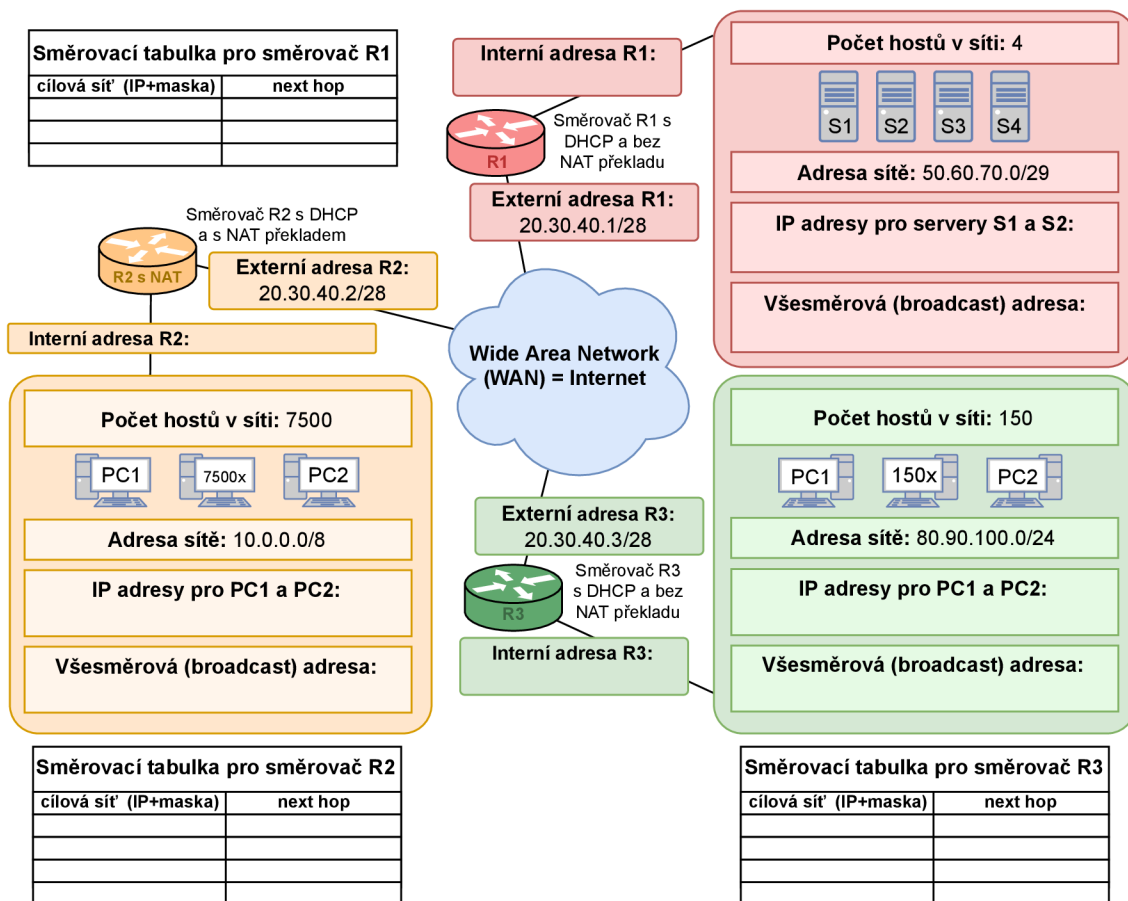 Směrovací tabulka pro směrovač R1
cílová síť (IP+maska)
next hop
Interní adresa R1:
R1
Směrovač R1 s
DHCP a bez
NAT překladu
Externí adresa R1:
20.30.40.1/28
Počet hostů v síti: 4
S1
S2
S3
S4
Adresa sítě: 50.60.70.0/29
IP adresy pro servery S1 a S2:
Všesměrová (broadcast) adresa:
Směrovač R2 s DHCP
a s NAT překladem
R2 s NAT
Externí adresa R2:
20.30.40.2/28
Interní adresa R2:
Wide Area Network
(WAN) = Internet
Počet hostů v síti: 7500
PC1
7500x
PC2
Adresa sítě: 10.0.0.0/8
IP adresy pro PC1 a PC2:
Všesměrová (broadcast) adresa:
Externí adresa R3:
20.30.40.3/28
R3
Směrovač R3
s DHCP a bez
NAT překladu
Interní adresa R3:
Počet hostů v síti: 150
PC1
150x
PC2
Adresa sítě: 80.90.100.0/24
IP adresy pro PC1 a PC2:
Všesměrová (broadcast) adresa:
Směrovací tabulka pro směrovač R2
cílová síť (IP+maska)
next hop
Směrovací tabulka pro směrovač R3
cílová síť (IP+maska)
next hop